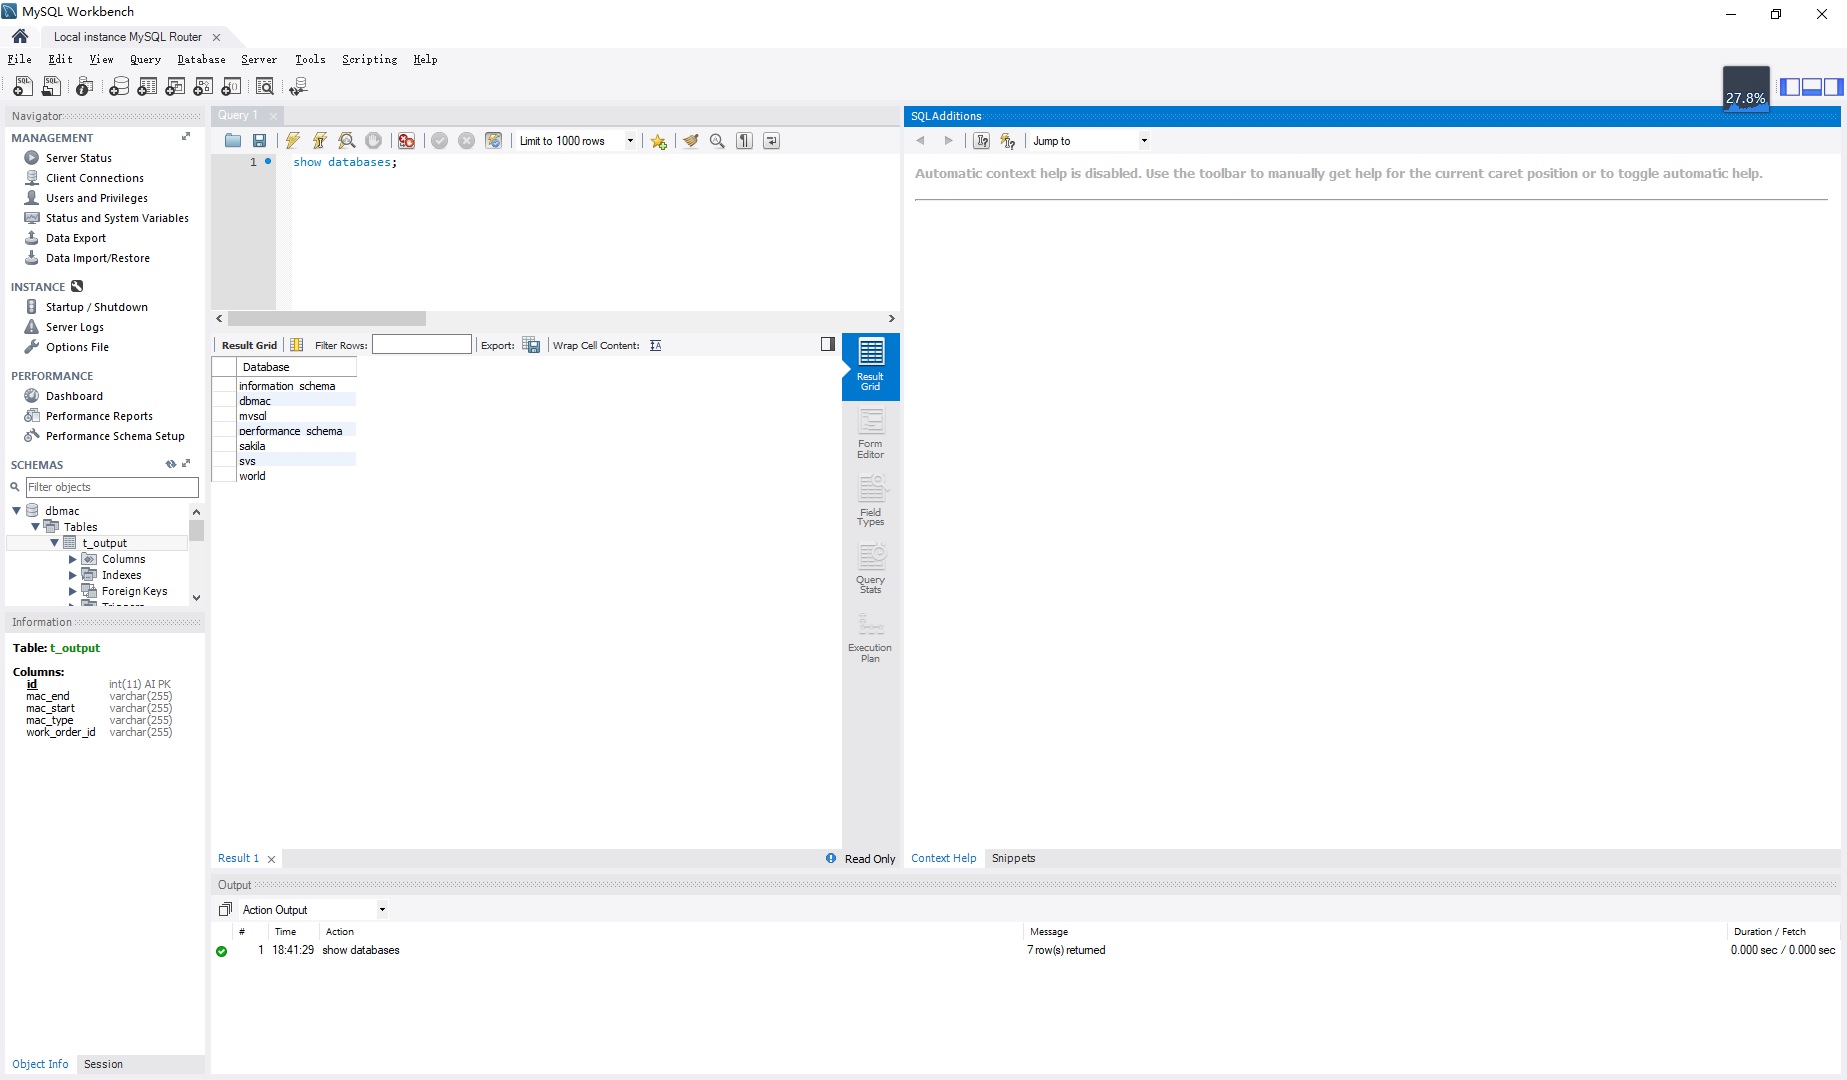 MySQL Workbench
Local instance MySQL Router
File Edit View Query Database Server Tools Scripting Help
27.8%
Navigator
MANAGEMENT
Server Status
Client Connections
Users and Privileges
Status and System Variables
Data Export
Data Import/Restore
INSTANCE
Startup / Shutdown
Server Logs
Options File
PERFORMANCE
Dashboard
Performance Reports
Performance Schema Setup
SCHEMAS
Filter objects
dbmac
Tables
t_output
Columns
Indexes
Foreign Keys
Triggers
Information
Table: t_output
Columns:
id int(11) AI PK
mac_end varchar(255)
mac_start varchar(255)
mac_type varchar(255)
work_order_id varchar(255)
Object Info Session
Query 1
Limit to 1000 rows
1 show databases;
Result Grid Filter Rows: Export: Wrap Cell Content:
Database
information_schema
dbmac
mysql
performance_schema
sakila
sys
world
Result Grid
Form Editor
Field Types
Query Stats
Execution Plan
Result 1 Read Only
SQLAdditions
Jump to
Automatic context help is disabled. Use the toolbar to manually get help for the current caret position or to toggle automatic help.
Context Help Snippets
Output
Action Output
# Time Action Message Duration / Fetch
1 18:41:29 show databases 7 row(s) returned 0.000 sec / 0.000 sec